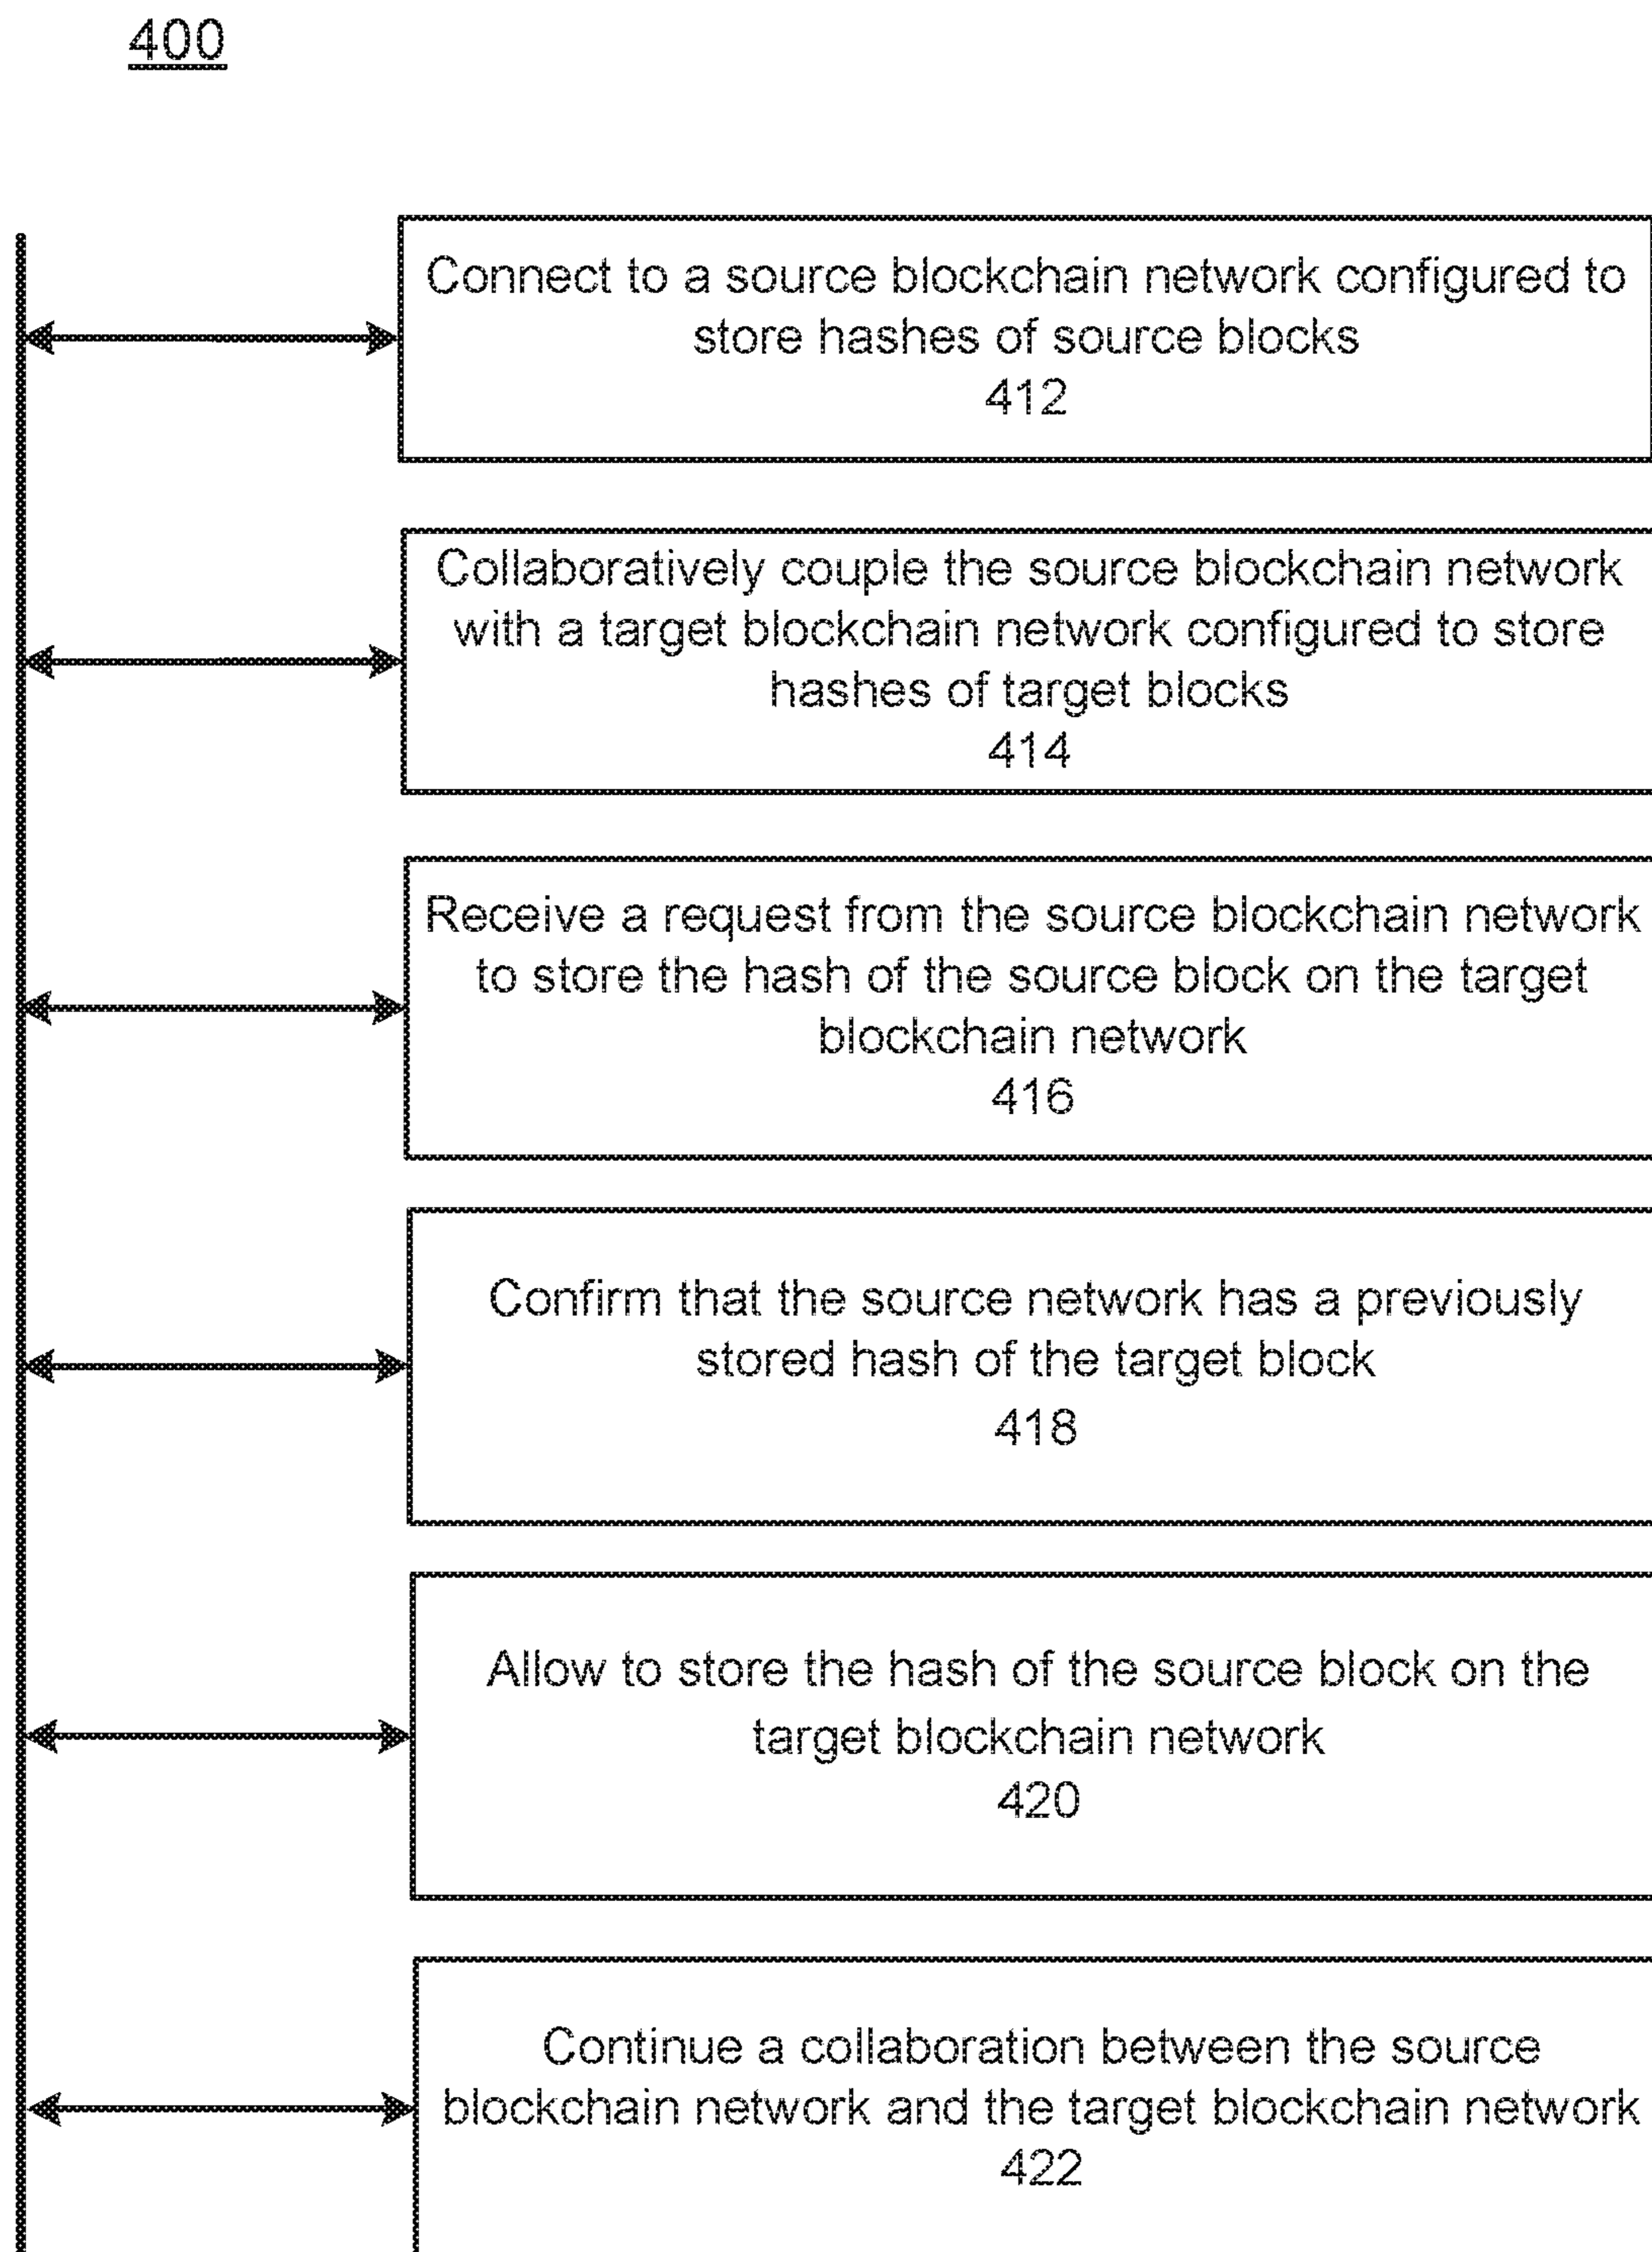 400
Connect to a source blockchain network configured to
store hashes of source blocks
412
Collaboratively couple the source blockchain network
with a target blockchain network configured to store
hashes of target blocks
414
Receive a request from the source blockchain network
to store the hash of the source block on the target
blockchain network
416
Confirm that the source network has a previously
stored hash of the target block
418
Allow to store the hash of the source block on the
target blockchain network
420
Continue a collaboration between the source
blockchain network and the target blockchain network
422